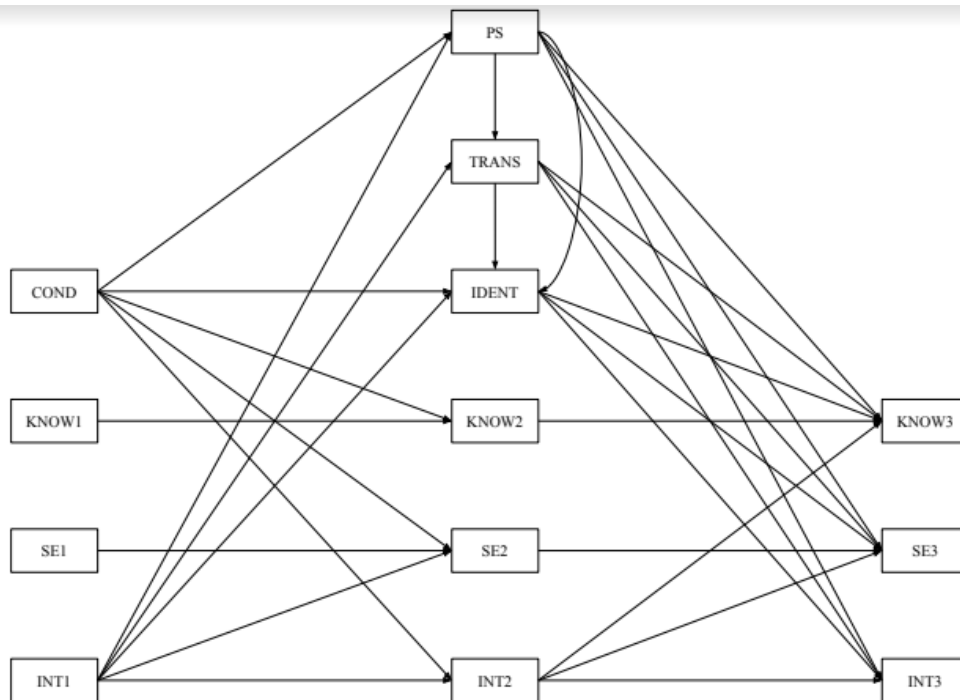 PS
TRANS
COND
IDENT
KNOW1
KNOW2
KNOW3
SE1
SE2
SE3
INT1
INT2
INT3